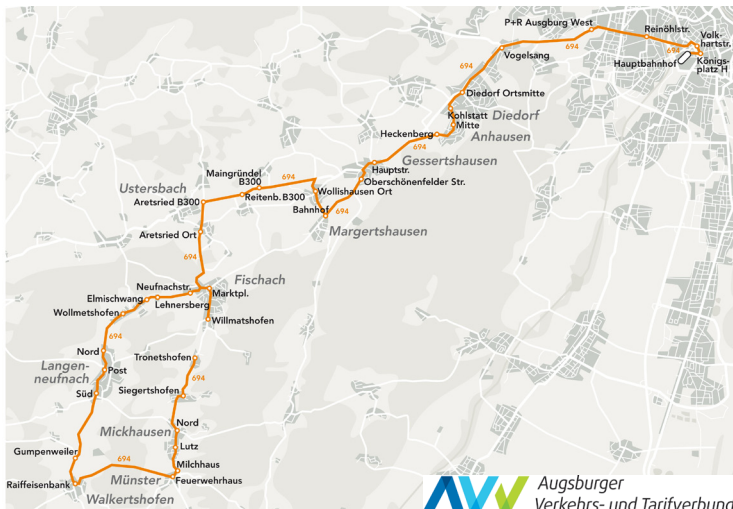 P+R Ausgburg West
Reinöhlstr.
Volk-
hartstr.
694
694
Hauptbahnhof
Königs-
platz H
Vogelsang
694
Diedorf Ortsmitte
Kohlstatt
Mitte
Diedorf
Anhausen
Heckenberg
694
Gessertshausen
Hauptstr.
Oberschönenfelder Str.
Maingründel
B300
694
Ustersbach
Wollishausen Ort
Reitenb. B300
Aretsried B300
Bahnhof
694
Margertshausen
Aretsried Ort
694
Fischach
Neufnachstr.
Marktpl.
Elmischwang
Lehnersberg
Wollmetshofen
Willmatshofen
Nord
Tronetshofen
Langen-
neufnach
Post
694
Süd
Siegertshofen
Mickhausen
Nord
Lutz
Gumpenweiler
694
Milchhaus
Raiffeisenbank
Münster
Feuerwehrhaus
Walkertshofen
AVV
Augsburger
Verkehrs- und Tarifverbund